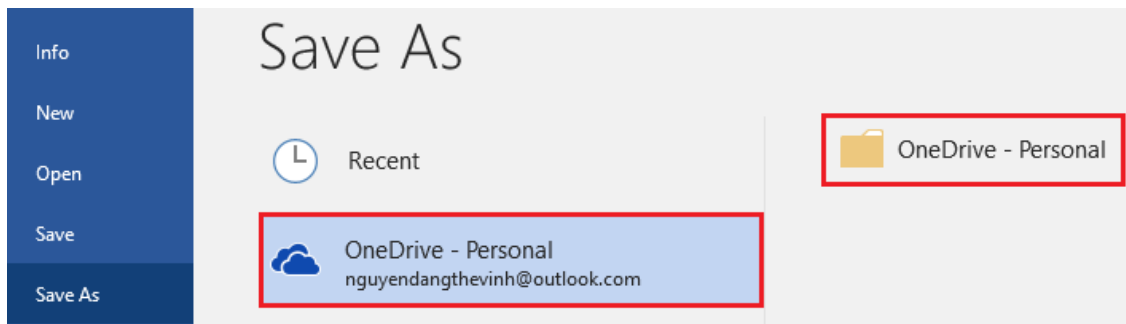 Info
New
Open
Save
Save As
Save As
Recent
OneDrive - Personal
nguyendangthevinh@outlook.com
OneDrive - Personal